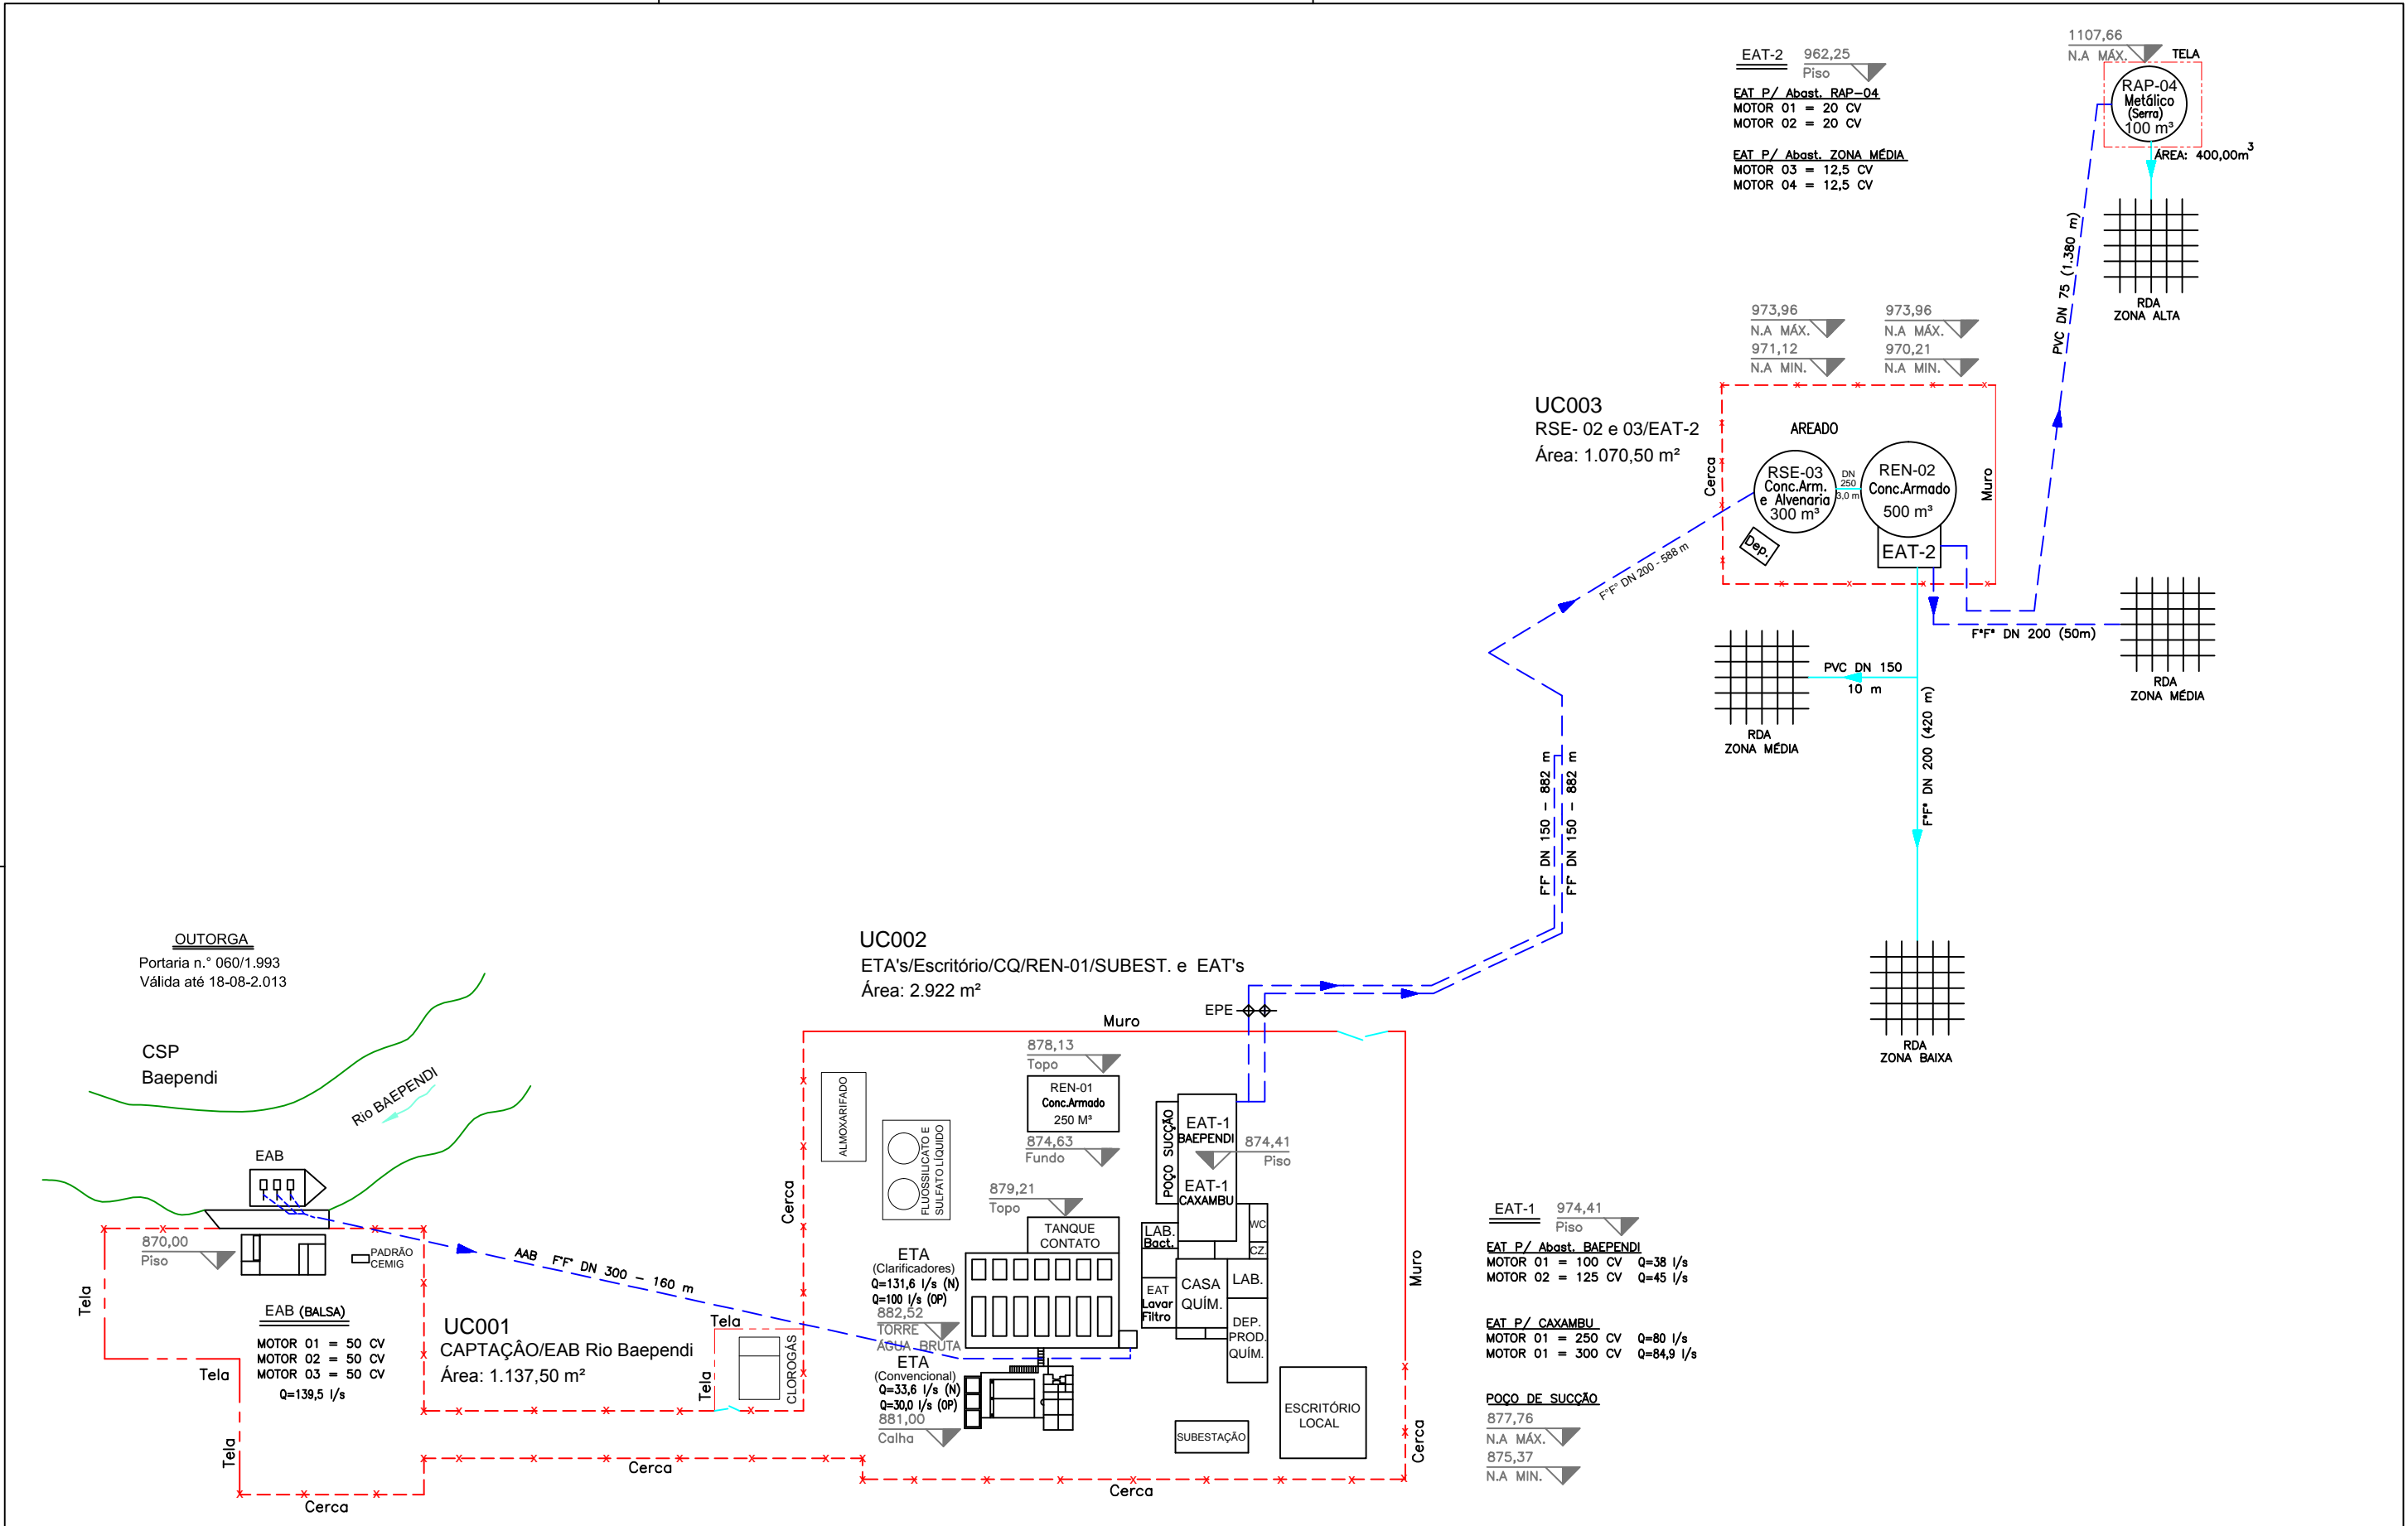 EAT-2
962,25
Piso
EAT P/ Abast. RAP-04
MOTOR 01 = 20 CV
MOTOR 02 = 20 CV
EAT P/ Abast. ZONA MÉDIA
MOTOR 03 = 12,5 CV
MOTOR 04 = 12,5 CV
1107,66
N.A MÁX.
TELA
RAP-04
Metálico
(Serra)
100 m³
ÁREA: 400,00m³
RDA
ZONA ALTA
PVC DN 75 (1.380 m)
973,96
N.A MÁX.
971,12
N.A MIN.
973,96
N.A MÁX.
970,21
N.A MIN.
UC003
RSE- 02 e 03/EAT-2
Área: 1.070,50 m²
Cerca
AREADO
RSE-03
Conc.Arm.
e Alvenaria
300 m³
DN
250
3,0 m
REN-02
Conc.Armado
500 m³
Muro
Dep.
EAT-2
F°F° DN 200 - 588 m
F°F° DN 200 (50m)
RDA
ZONA MÉDIA
PVC DN 150
10 m
RDA
ZONA MÉDIA
F°F° DN 200 (420 m)
RDA
ZONA BAIXA
F°F° DN 150 - 882 m
F°F° DN 150 - 882 m
OUTORGA
Portaria n.° 060/1.993
Válida até 18-08-2.013
CSP
Baependi
Rio BAEPENDI
EAB
870,00
Piso
PADRÃO
CEMIG
Tela
EAB (BALSA)
MOTOR 01 = 50 CV
MOTOR 02 = 50 CV
MOTOR 03 = 50 CV
Q=139,5 l/s
Tela
Tela
Cerca
AAB F°F° DN 300 - 160 m
UC001
CAPTAÇÂO/EAB Rio Baependi
Área: 1.137,50 m²
Cerca
Tela
Tela
CLOROGÁS
UC002
ETA's/Escritório/CQ/REN-01/SUBEST. e EAT's
Área: 2.922 m²
EPE
Muro
Cerca
ALMOXARIFADO
FLUOSSILICATO E
SULFATO LÍQUIDO
878,13
Topo
REN-01
Conc.Armado
250 M³
874,63
Fundo
879,21
Topo
TANQUE
CONTATO
POÇO SUCÇÃO
EAT-1
BAEPENDI
874,41
Piso
EAT-1
CAXAMBU
LAB.
Bact.
WC
CZ.
EAT
Lavar
Filtro
CASA
QUÍM.
LAB.
DEP.
PROD.
QUÍM.
ETA
(Clarificadores)
Q=131,6 l/s (N)
Q=100 l/s (OP)
882,52
TORRE
ÁGUA BRUTA
ETA
(Convencional)
Q=33,6 l/s (N)
Q=30,0 l/s (OP)
881,00
Calha
SUBESTAÇÃO
ESCRITÓRIO
LOCAL
Muro
Cerca
Cerca
EAT-1
974,41
Piso
EAT P/ Abast. BAEPENDI
MOTOR 01 = 100 CV Q=38 l/s
MOTOR 02 = 125 CV Q=45 l/s
EAT P/ CAXAMBU
MOTOR 01 = 250 CV Q=80 l/s
MOTOR 01 = 300 CV Q=84,9 l/s
POÇO DE SUCÇÃO
877,76
N.A MÁX.
875,37
N.A MIN.